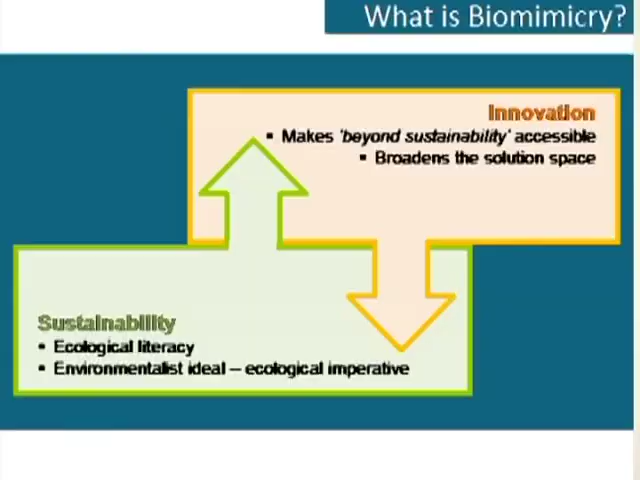 What is Biomimicry?
Innovation
▪ Makes 'beyond sustainability' accessible
▪ Broadens the solution space
Sustainability
▪ Ecological literacy
▪ Environmentalist ideal – ecological imperative